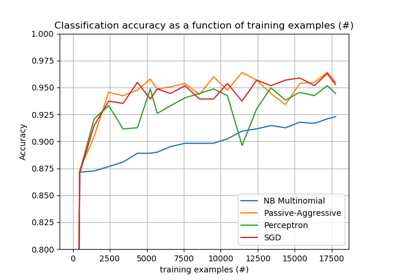 Classification accuracy as a function of training examples (#)
1.000
0.975
0.950
0.925
0.900
0.875
0.850
0.825
0.800
Accuracy
NB Multinomial
Passive-Aggressive
Perceptron
SGD
0 2500 5000 7500 10000 12500 15000 17500
training examples (#)